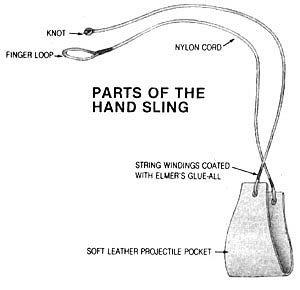 KNOT
FINGER LOOP
NYLON CORD
PARTS OF THE
HAND SLING
STRING WINDINGS COATED
WITH ELMER'S GLUE-ALL
SOFT LEATHER PROJECTILE POCKET